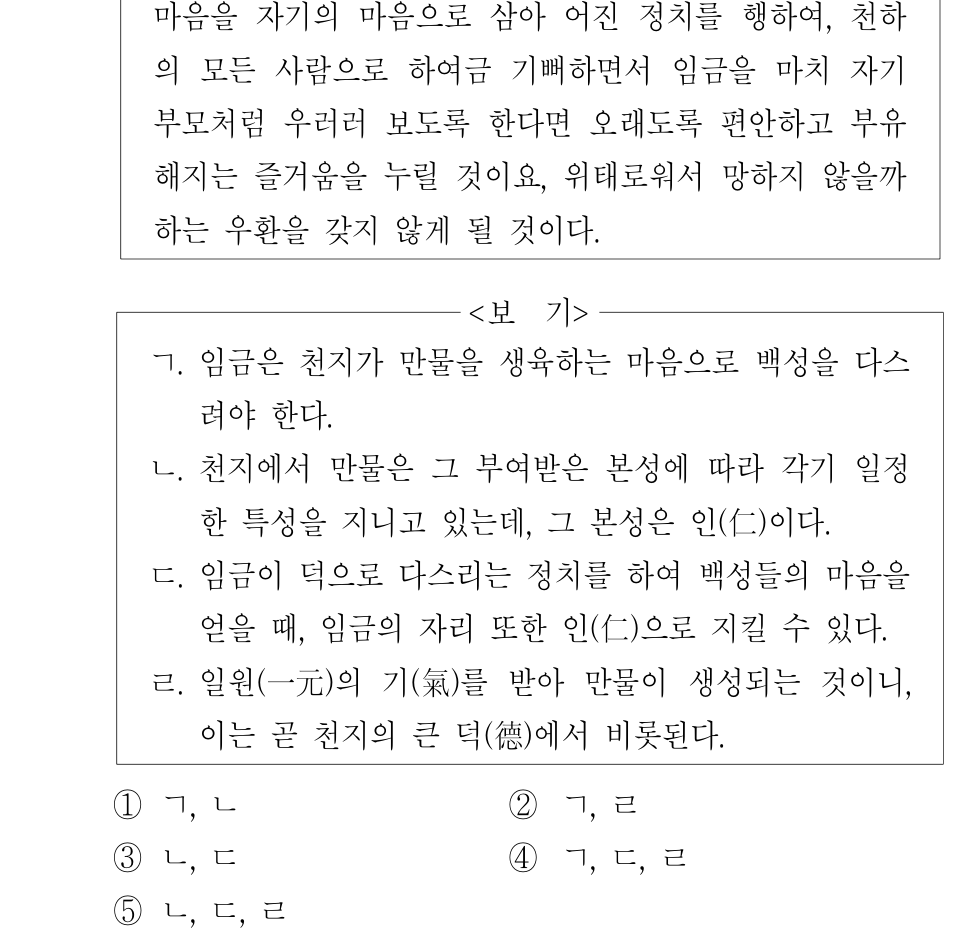 마음을 자기의 마음으로 삼아 어진 정치를 행하여, 천하
의 모든 사람으로 하여금 기뻐하면서 임금을 마치 자기
부모처럼 우러러 보도록 한다면 오래도록 편안하고 부유
해지는 즐거움을 누릴 것이요, 위태로워서 망하지 않을까
하는 우환을 갖지 않게 될 것이다.
<보 기>
ㄱ. 임금은 천지가 만물을 생육하는 마음으로 백성을 다스
려야 한다.
ㄴ. 천지에서 만물은 그 부여받은 본성에 따라 각기 일정
한 특성을 지니고 있는데, 그 본성은 인(仁)이다.
ㄷ. 임금이 덕으로 다스리는 정치를 하여 백성들의 마음을
얻을 때, 임금의 자리 또한 인(仁)으로 지킬 수 있다.
ㄹ. 일원(一元)의 기(氣)를 받아 만물이 생성되는 것이니,
이는 곧 천지의 큰 덕(德)에서 비롯된다.
① ㄱ, ㄴ ② ㄱ, ㄹ
③ ㄴ, ㄷ ④ ㄱ, ㄷ, ㄹ
⑤ ㄴ, ㄷ, ㄹ